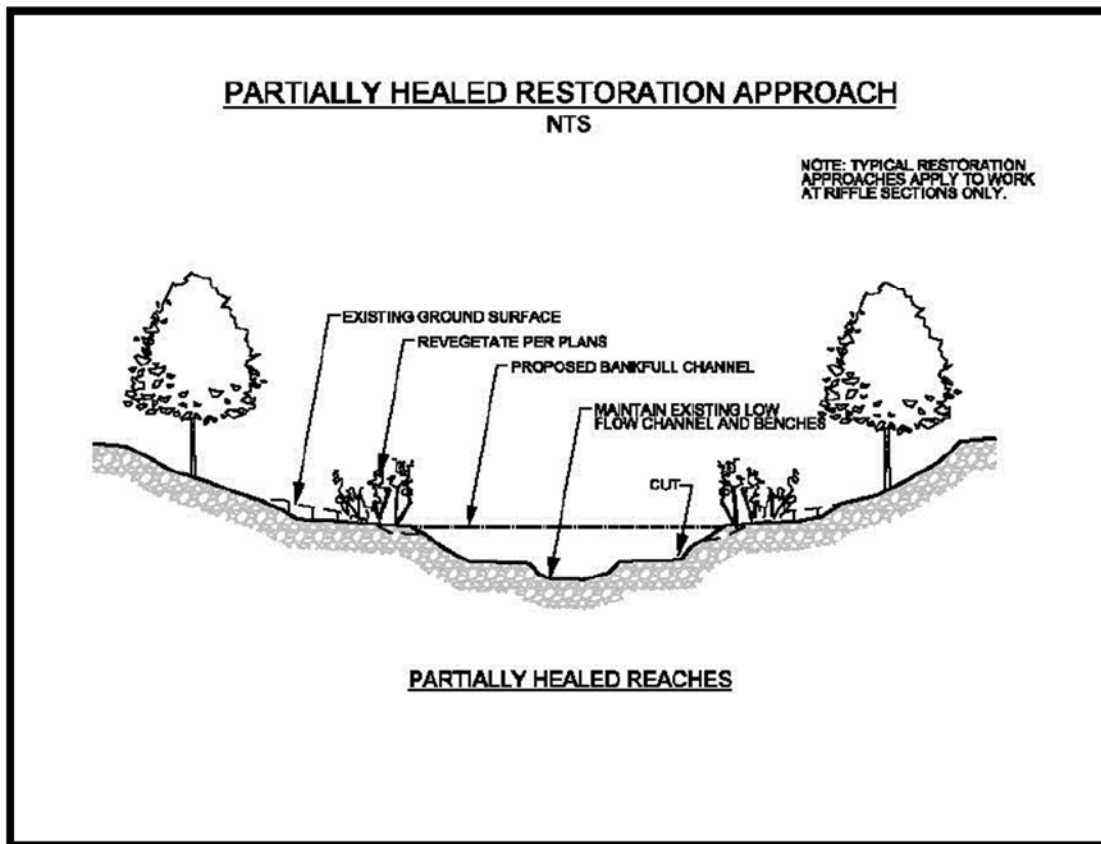 PARTIALLY HEALED RESTORATION APPROACH
NTS
NOTE: TYPICAL RESTORATION
APPROACHES APPLY TO WORK
AT RIFFLE SECTIONS ONLY.
EXISTING GROUND SURFACE
REVEGETATE PER PLANS
PROPOSED BANKFULL CHANNEL
MAINTAIN EXISTING LOW
FLOW CHANNEL AND BENCHES
CUT
PARTIALLY HEALED REACHES